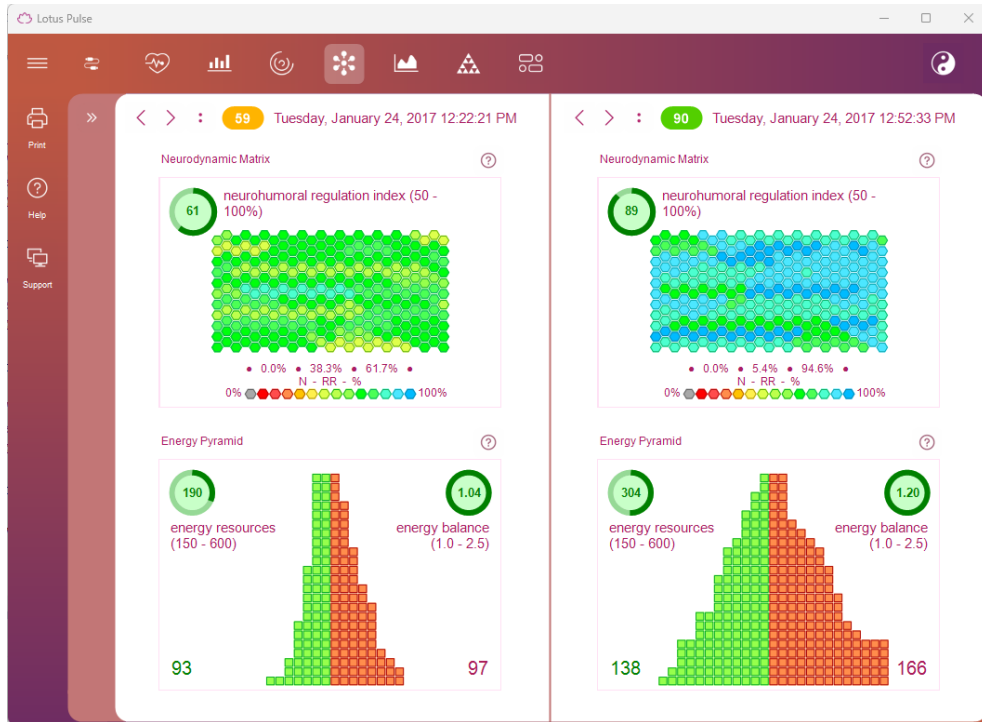 Lotus Pulse
Print
Help
Support
59 Tuesday, January 24, 2017 12:22:21 PM
Neurodynamic Matrix
?
61
neurohumoral regulation index (50 -
100%)
• 0.0% • 38.3% • 61.7% •
N - RR - %
0% 100%
Energy Pyramid
?
190
1.04
energy resources
(150 - 600)
energy balance
(1.0 - 2.5)
93
97
90 Tuesday, January 24, 2017 12:52:33 PM
Neurodynamic Matrix
?
89
neurohumoral regulation index (50 -
100%)
• 0.0% • 5.4% • 94.6% •
N - RR - %
0% 100%
Energy Pyramid
?
304
1.20
energy resources
(150 - 600)
energy balance
(1.0 - 2.5)
138
166